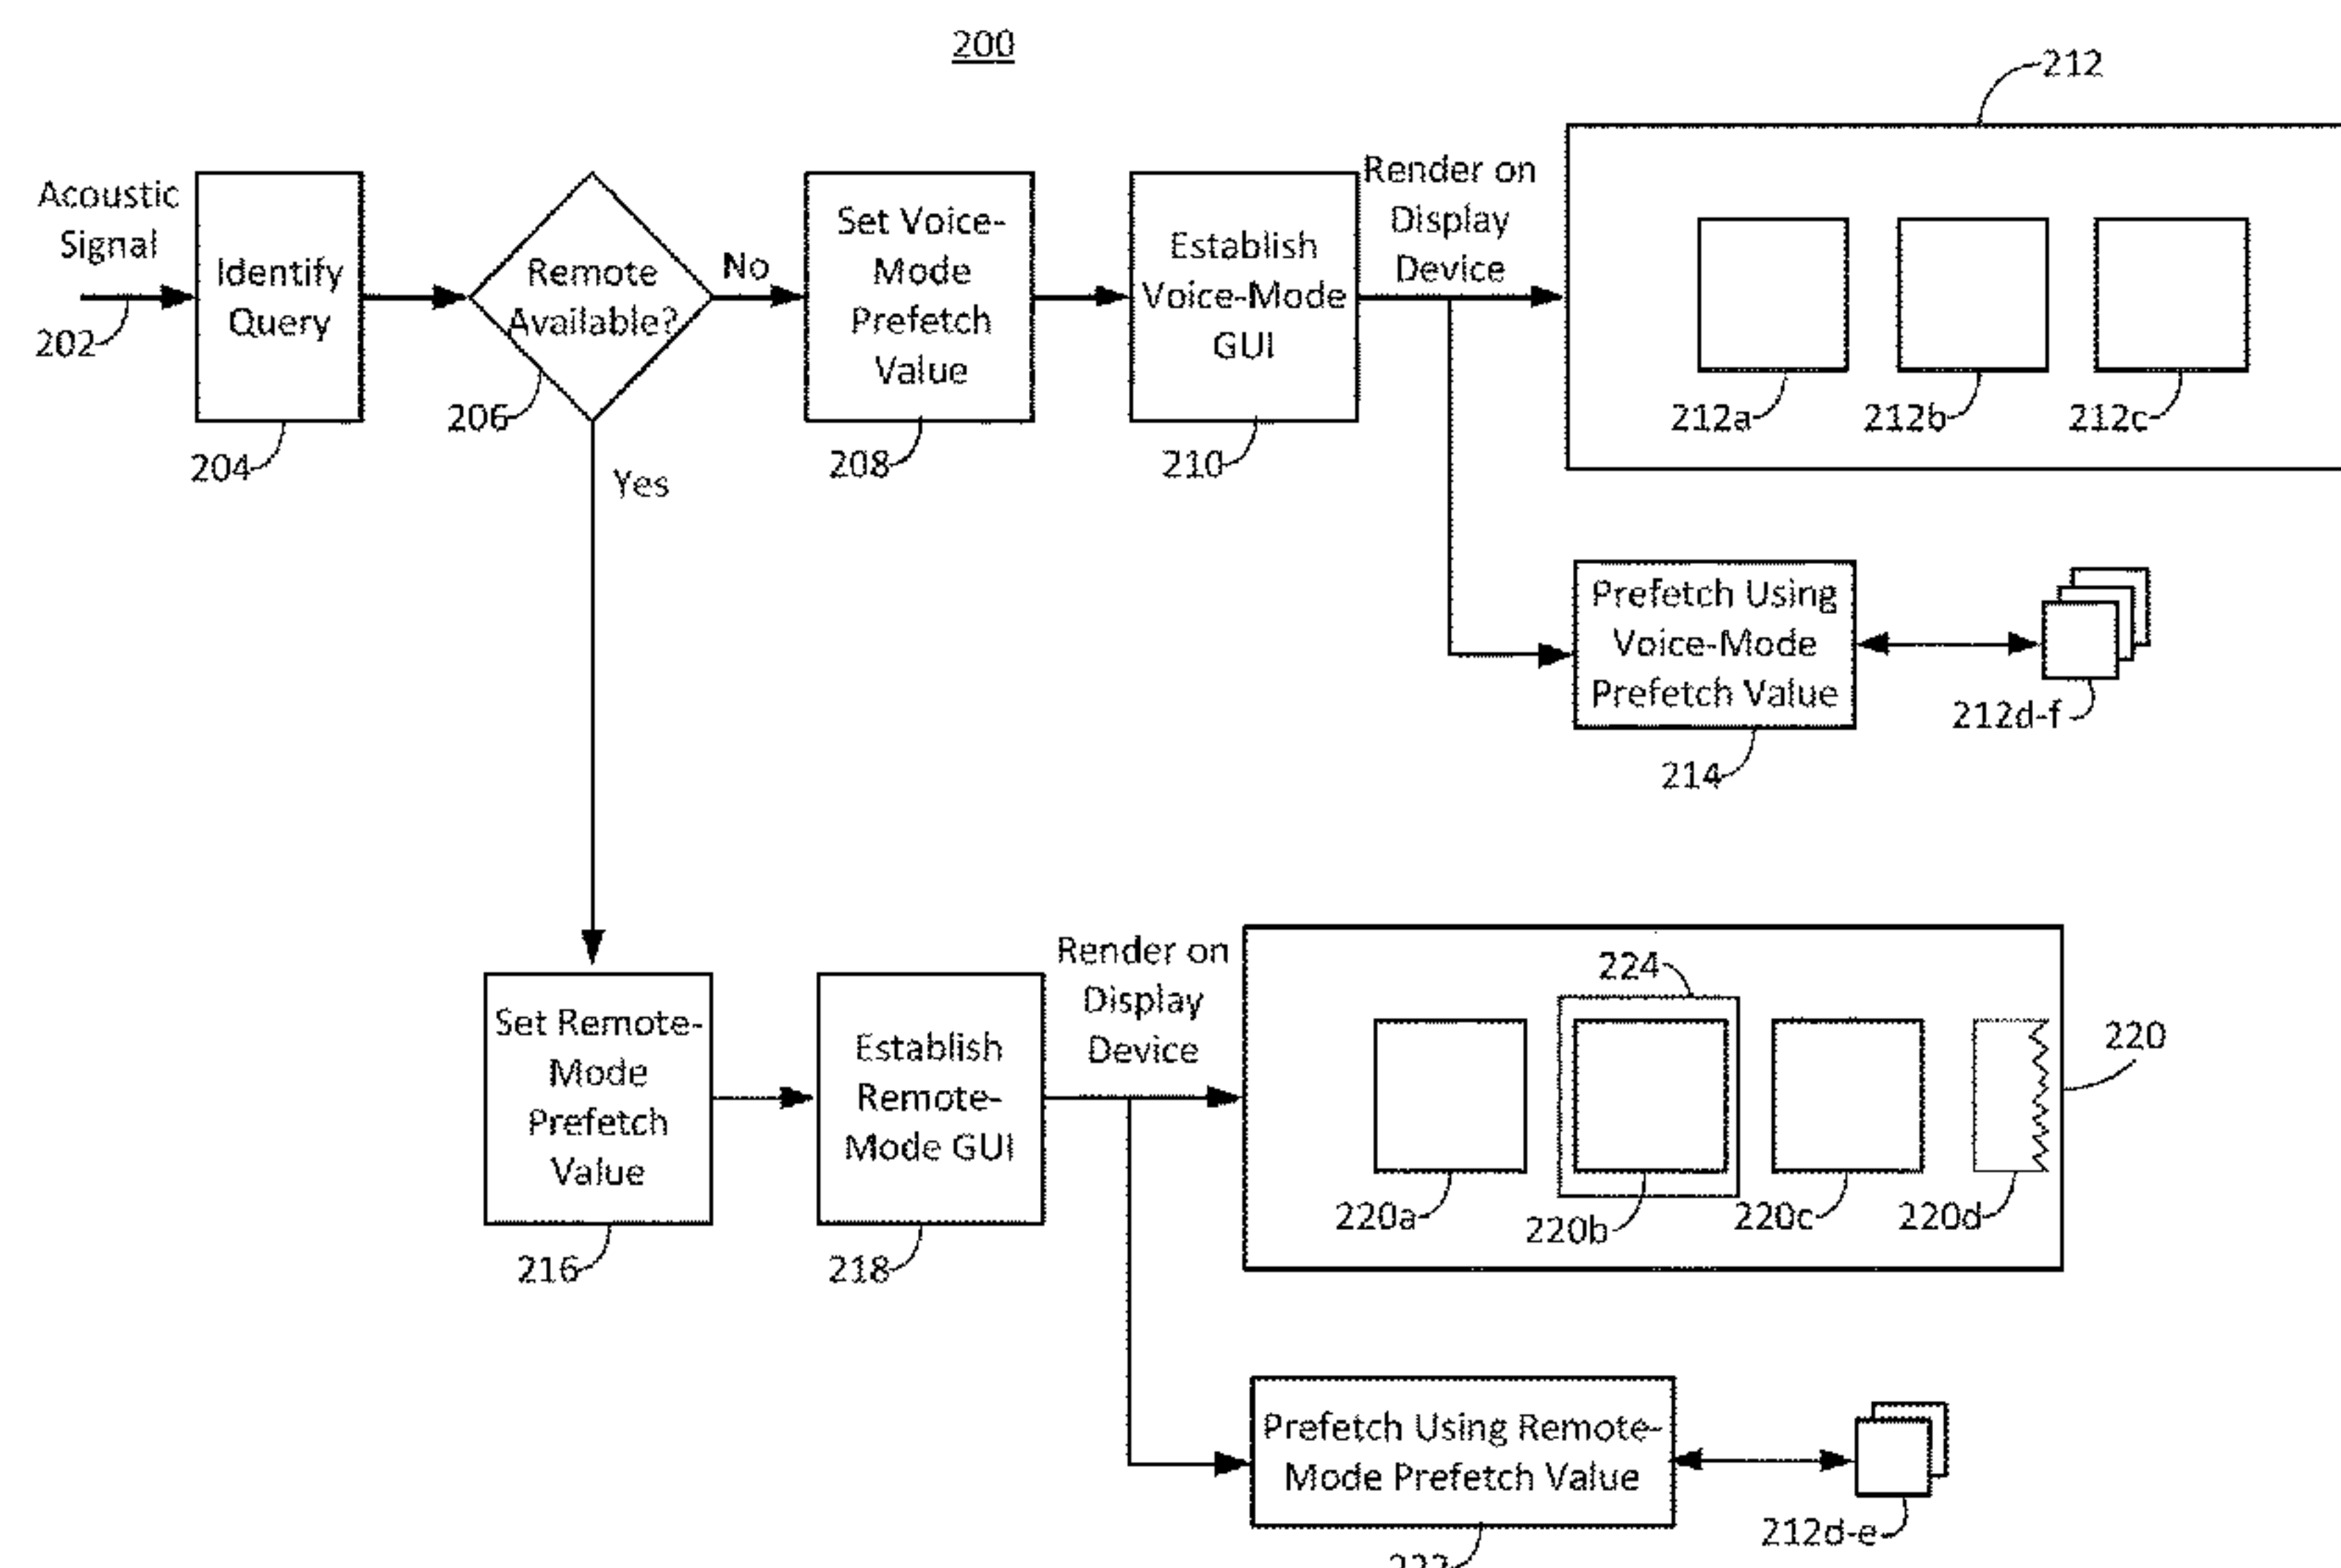 200
212
Acoustic
Signal
202
Identify
Query
204
Remote
Available?
206
No
Yes
Set Voice-
Mode
Prefetch
Value
208
Establish
Voice-Mode
GUI
210
Render on
Display
Device
212a
212b
212c
Prefetch Using
Voice-Mode
Prefetch Value
214
212d-f
Set Remote-
Mode
Prefetch
Value
216
Establish
Remote-
Mode GUI
218
Render on
Display
Device
224
220
220a
220b
220c
220d
Prefetch Using Remote-
Mode Prefetch Value
212d-e